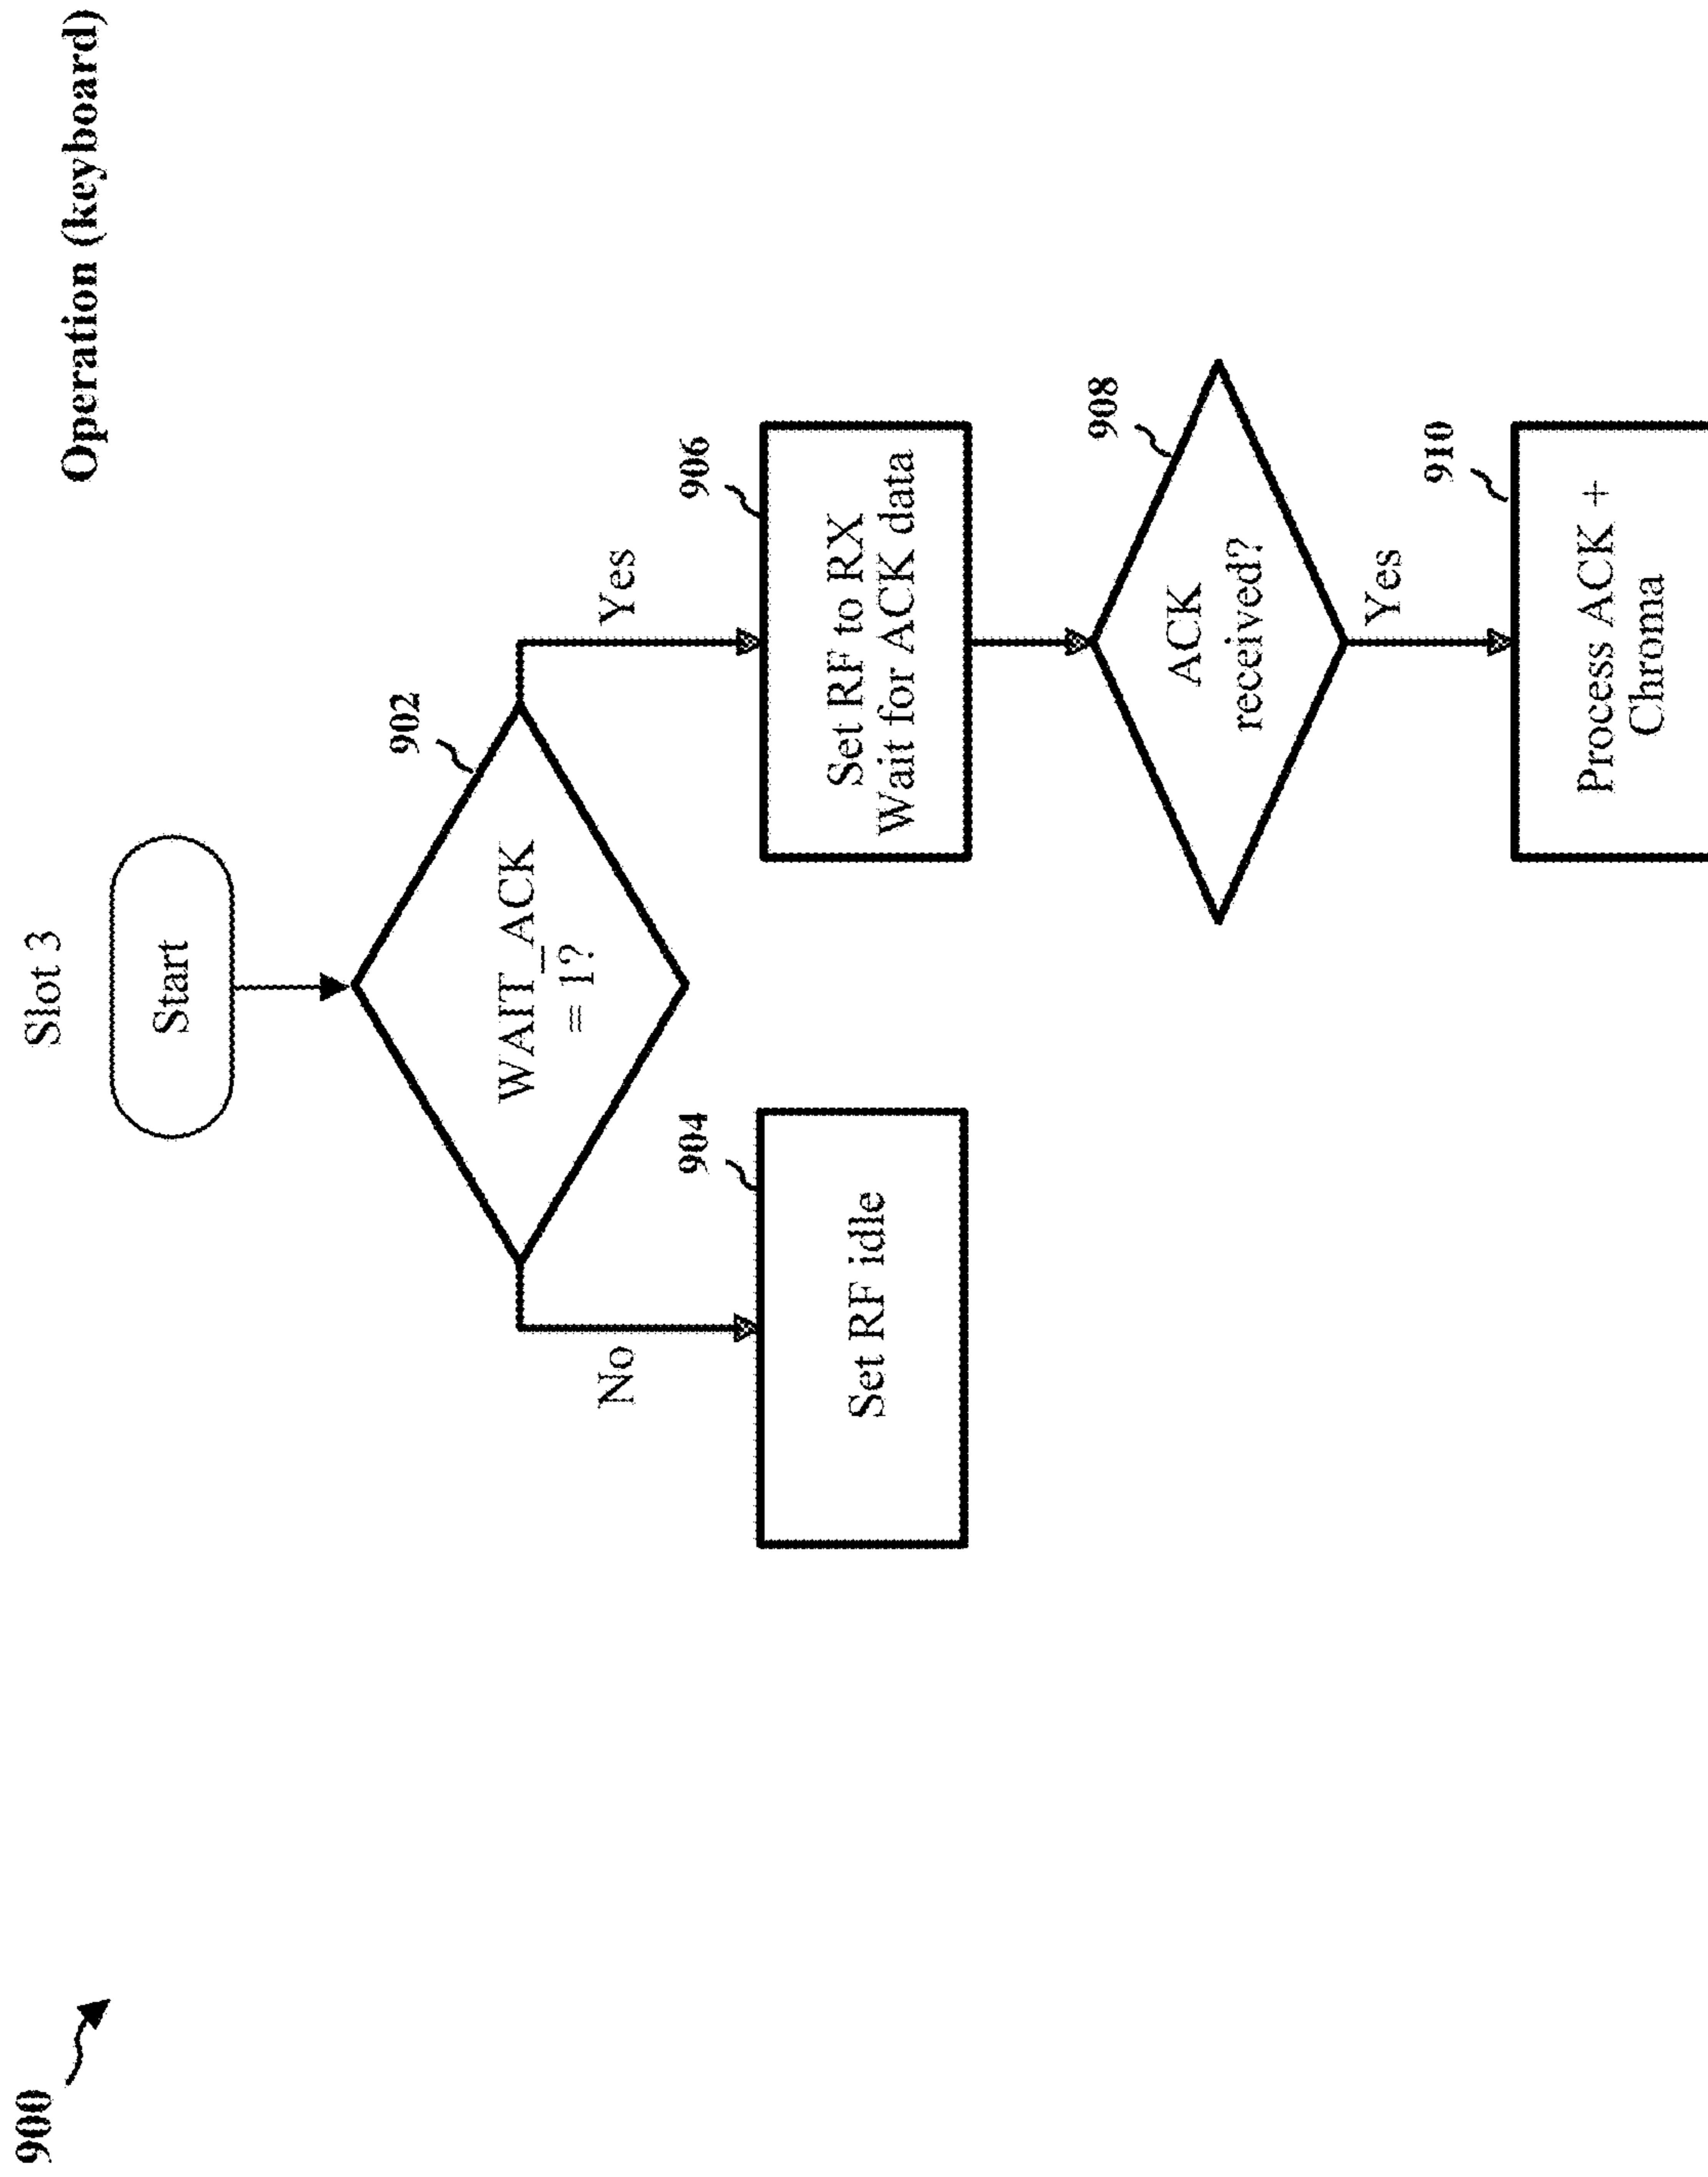 900
Slot 3
Operation (keyboard)
Start
902
WAIT_ACK
= 1?
No
Yes
904
Set RF idle
906
Set RF to RX
Wait for ACK data
908
ACK
received?
Yes
910
Process ACK +
Chroma